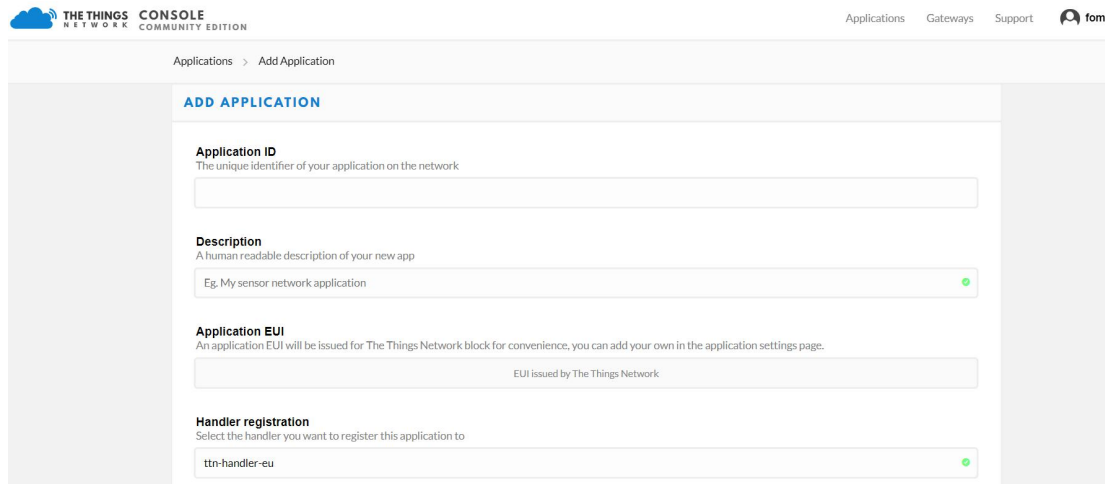 THE THINGS NETWORK
CONSOLE
COMMUNITY EDITION
Applications Gateways Support fom
Applications > Add Application
ADD APPLICATION
Application ID
The unique identifier of your application on the network
Description
A human readable description of your new app
Eg. My sensor network application
Application EUI
An application EUI will be issued for The Things Network block for convenience, you can add your own in the application settings page.
EUI issued by The Things Network
Handler registration
Select the handler you want to register this application to
ttn-handler-eu